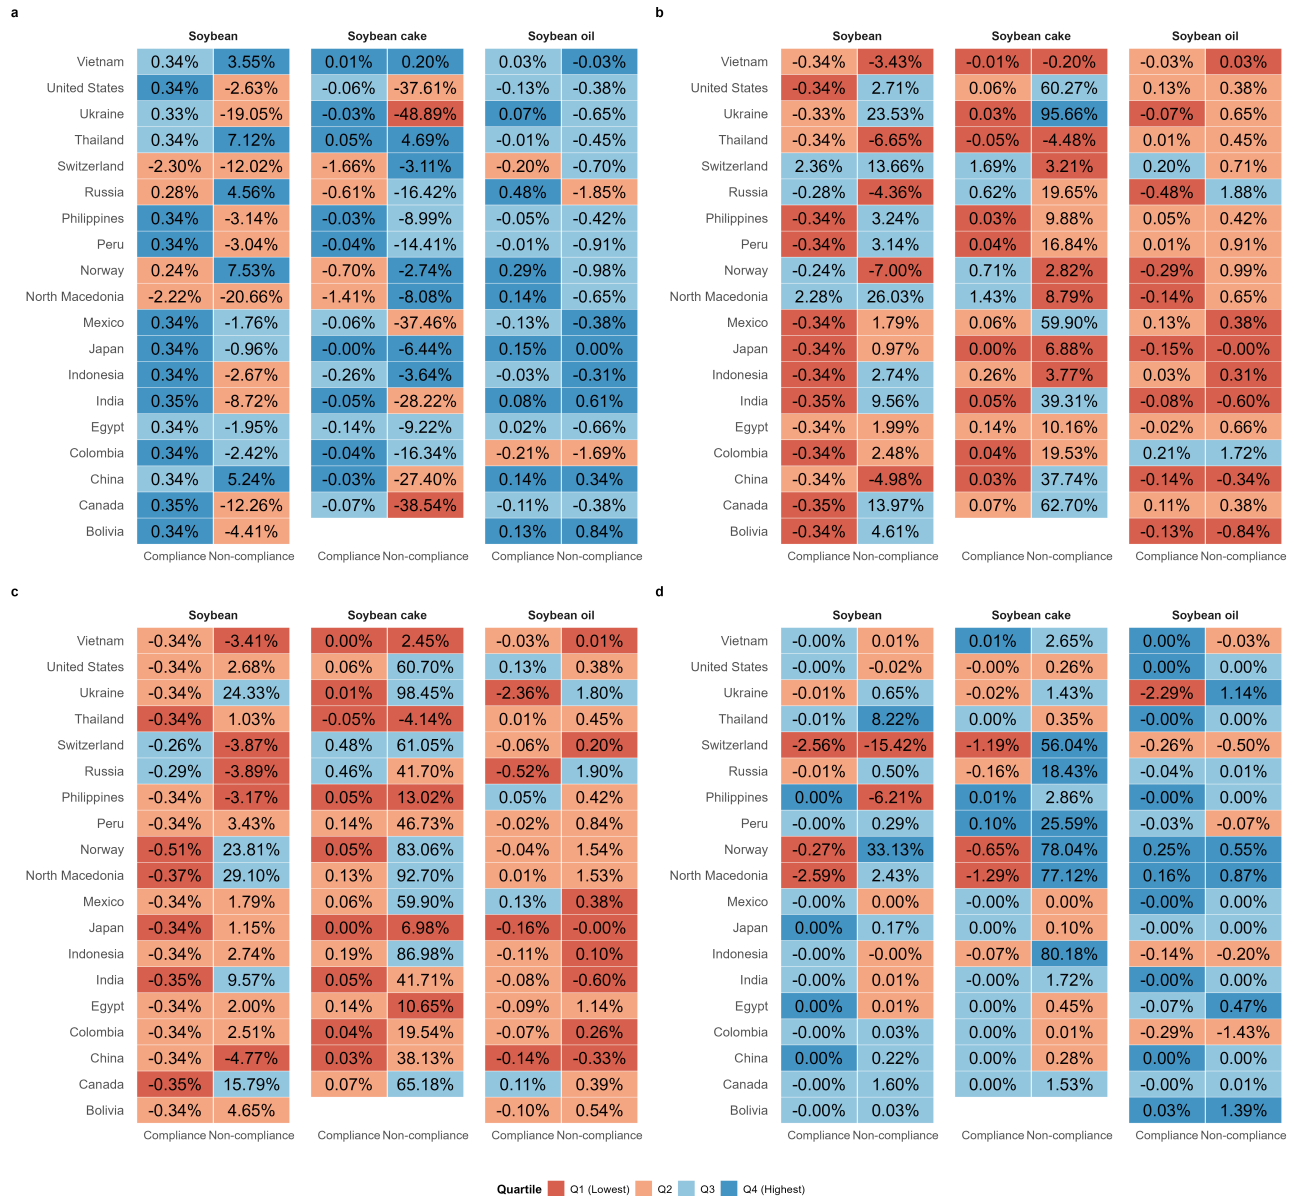 a
Soybean Soybean cake Soybean oil
Vietnam 0.34% 3.55% 0.01% 0.20% 0.03% -0.03%
United States 0.34% -2.63% -0.06% -37.61% -0.13% -0.38%
Ukraine 0.33% -19.05% -0.03% -48.89% 0.07% -0.65%
Thailand 0.34% 7.12% 0.05% 4.69% -0.01% -0.45%
Switzerland -2.30% -12.02% -1.66% -3.11% -0.20% -0.70%
Russia 0.28% 4.56% -0.61% -16.42% 0.48% -1.85%
Philippines 0.34% -3.14% -0.03% -8.99% -0.05% -0.42%
Peru 0.34% -3.04% -0.04% -14.41% -0.01% -0.91%
Norway 0.24% 7.53% -0.70% -2.74% 0.29% -0.98%
North Macedonia -2.22% -20.66% -1.41% -8.08% 0.14% -0.65%
Mexico 0.34% -1.76% -0.06% -37.46% -0.13% -0.38%
Japan 0.34% -0.96% -0.00% -6.44% 0.15% 0.00%
Indonesia 0.34% -2.67% -0.26% -3.64% -0.03% -0.31%
India 0.35% -8.72% -0.05% -28.22% 0.08% 0.61%
Egypt 0.34% -1.95% -0.14% -9.22% 0.02% -0.66%
Colombia 0.34% -2.42% -0.04% -16.34% -0.21% -1.69%
China 0.34% 5.24% -0.03% -27.40% 0.14% 0.34%
Canada 0.35% -12.26% -0.07% -38.54% -0.11% -0.38%
Bolivia 0.34% -4.41% 0.13% 0.84%
Compliance Non-compliance Compliance Non-compliance Compliance Non-compliance
b
Soybean Soybean cake Soybean oil
Vietnam -0.34% -3.43% -0.01% -0.20% -0.03% 0.03%
United States -0.34% 2.71% 0.06% 60.27% 0.13% 0.38%
Ukraine -0.33% 23.53% 0.03% 95.66% -0.07% 0.65%
Thailand -0.34% -6.65% -0.05% -4.48% 0.01% 0.45%
Switzerland 2.36% 13.66% 1.69% 3.21% 0.20% 0.71%
Russia -0.28% -4.36% 0.62% 19.65% -0.48% 1.88%
Philippines -0.34% 3.24% 0.03% 9.88% 0.05% 0.42%
Peru -0.34% 3.14% 0.04% 16.84% 0.01% 0.91%
Norway -0.24% -7.00% 0.71% 2.82% -0.29% 0.99%
North Macedonia 2.28% 26.03% 1.43% 8.79% -0.14% 0.65%
Mexico -0.34% 1.79% 0.06% 59.90% 0.13% 0.38%
Japan -0.34% 0.97% 0.00% 6.88% -0.15% -0.00%
Indonesia -0.34% 2.74% 0.26% 3.77% 0.03% 0.31%
India -0.35% 9.56% 0.05% 39.31% -0.08% -0.60%
Egypt -0.34% 1.99% 0.14% 10.16% -0.02% 0.66%
Colombia -0.34% 2.48% 0.04% 19.53% 0.21% 1.72%
China -0.34% -4.98% 0.03% 37.74% -0.14% -0.34%
Canada -0.35% 13.97% 0.07% 62.70% 0.11% 0.38%
Bolivia -0.34% 4.61% -0.13% -0.84%
Compliance Non-compliance Compliance Non-compliance Compliance Non-compliance
c
Soybean Soybean cake Soybean oil
Vietnam -0.34% -3.41% 0.00% 2.45% -0.03% 0.01%
United States -0.34% 2.68% 0.06% 60.70% 0.13% 0.38%
Ukraine -0.34% 24.33% 0.01% 98.45% -2.36% 1.80%
Thailand -0.34% 1.03% -0.05% -4.14% 0.01% 0.45%
Switzerland -0.26% -3.87% 0.48% 61.05% -0.06% 0.20%
Russia -0.29% -3.89% 0.46% 41.70% -0.52% 1.90%
Philippines -0.34% -3.17% 0.05% 13.02% 0.05% 0.42%
Peru -0.34% 3.43% 0.14% 46.73% -0.02% 0.84%
Norway -0.51% 23.81% 0.05% 83.06% -0.04% 1.54%
North Macedonia -0.37% 29.10% 0.13% 92.70% 0.01% 1.53%
Mexico -0.34% 1.79% 0.06% 59.90% 0.13% 0.38%
Japan -0.34% 1.15% 0.00% 6.98% -0.16% -0.00%
Indonesia -0.34% 2.74% 0.19% 86.98% -0.11% 0.10%
India -0.35% 9.57% 0.05% 41.71% -0.08% -0.60%
Egypt -0.34% 2.00% 0.14% 10.65% -0.09% 1.14%
Colombia -0.34% 2.51% 0.04% 19.54% -0.07% 0.26%
China -0.34% -4.77% 0.03% 38.13% -0.14% -0.33%
Canada -0.35% 15.79% 0.07% 65.18% 0.11% 0.39%
Bolivia -0.34% 4.65% -0.10% 0.54%
Compliance Non-compliance Compliance Non-compliance Compliance Non-compliance
d
Soybean Soybean cake Soybean oil
Vietnam -0.00% 0.01% 0.01% 2.65% 0.00% -0.03%
United States -0.00% -0.02% -0.00% 0.26% 0.00% 0.00%
Ukraine -0.01% 0.65% -0.02% 1.43% -2.29% 1.14%
Thailand -0.01% 8.22% 0.00% 0.35% -0.00% 0.00%
Switzerland -2.56% -15.42% -1.19% 56.04% -0.26% -0.50%
Russia -0.01% 0.50% -0.16% 18.43% -0.04% 0.01%
Philippines 0.00% -6.21% 0.01% 2.86% -0.00% 0.00%
Peru -0.00% 0.29% 0.10% 25.59% -0.03% -0.07%
Norway -0.27% 33.13% -0.65% 78.04% 0.25% 0.55%
North Macedonia -2.59% 2.43% -1.29% 77.12% 0.16% 0.87%
Mexico -0.00% 0.00% -0.00% 0.00% -0.00% 0.00%
Japan 0.00% 0.17% 0.00% 0.10% -0.00% 0.00%
Indonesia -0.00% -0.00% -0.07% 80.18% -0.14% -0.20%
India -0.00% 0.01% -0.00% 1.72% -0.00% 0.00%
Egypt 0.00% 0.01% 0.00% 0.45% -0.07% 0.47%
Colombia -0.00% 0.03% 0.00% 0.01% -0.29% -1.43%
China 0.00% 0.22% 0.00% 0.28% 0.00% 0.00%
Canada -0.00% 1.60% 0.00% 1.53% -0.00% 0.01%
Bolivia -0.00% 0.03% 0.03% 1.39%
Compliance Non-compliance Compliance Non-compliance Compliance Non-compliance
Quartile Q1 (Lowest) Q2 Q3 Q4 (Highest)